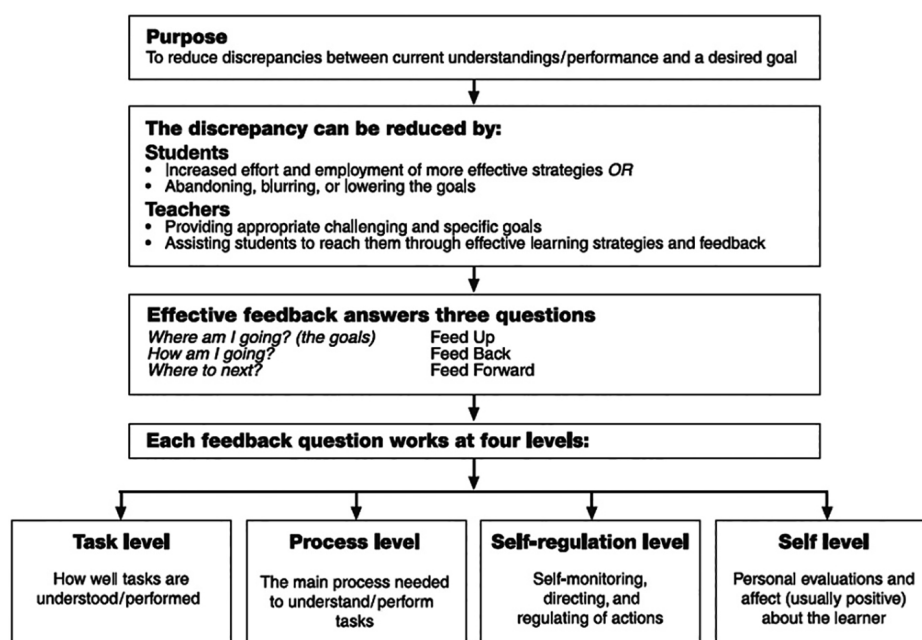 Purpose
To reduce discrepancies between current understandings/performance and a desired goal
The discrepancy can be reduced by:
Students
• Increased effort and employment of more effective strategies OR
• Abandoning, blurring, or lowering the goals
Teachers
• Providing appropriate challenging and specific goals
• Assisting students to reach them through effective learning strategies and feedback
Effective feedback answers three questions
Where am I going? (the goals) Feed Up
How am I going? Feed Back
Where to next? Feed Forward
Each feedback question works at four levels:
Task level
How well tasks are
understood/performed
Process level
The main process needed
to understand/perform
tasks
Self-regulation level
Self-monitoring,
directing, and
regulating of actions
Self level
Personal evaluations and
affect (usually positive)
about the learner